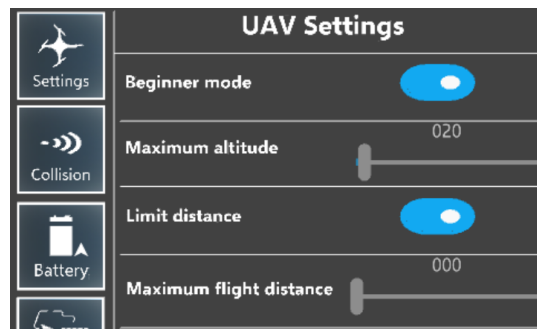 UAV Settings
Settings
Beginner mode
020
Maximum altitude
Collision
Limit distance
Battery
000
Maximum flight distance